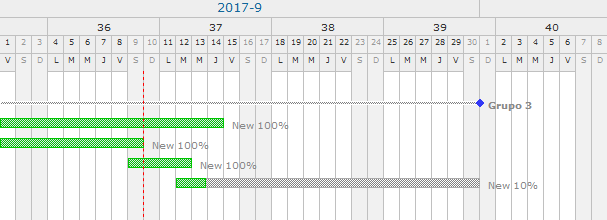 2017-9
36 37 38 39 40
1 2 3 4 5 6 7 8 9 10 11 12 13 14 15 16 17 18 19 20 21 22 23 24 25 26 27 28 29 30 1 2 3 4 5 6 7 8
V S D L M M J V S D L M M J V S D L M M J V S D L M M J V S D L M M J V S D
Grupo 3
New 100%
New 100%
New 100%
New 10%